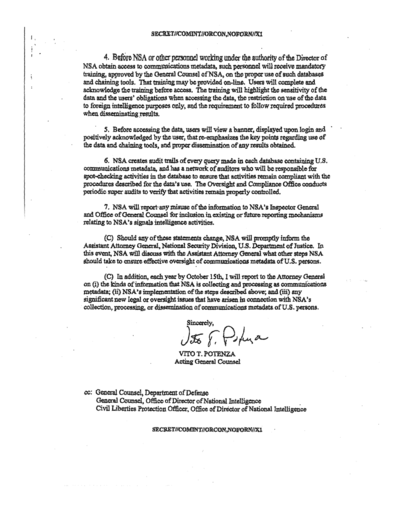 SECRET//COMINT//ORCON,NOFORN//X1
4. Before NSA or other personnel working under the authority of the Director of
NSA obtain access to communications metadata, such personnel will receive mandatory
training, approved by the General Counsel of NSA, on the proper use of such databases
and chaining tools. That training may be provided on-line. Users will complete and
acknowledge the training before access. The training will highlight the sensitivity of the
data and the users' obligations when accessing the data, the restriction on use of the data
to foreign intelligence purposes only, and the requirement to follow required procedures
when disseminating results.
5. Before accessing the data, users will view a banner, displayed upon login and
positively acknowledged by the user, that re-emphasizes the key points regarding use of
the data and chaining tools, and proper dissemination of any results obtained.
6. NSA creates audit trails of every query made in each database containing U.S.
communications metadata, and has a network of auditors who will be responsible for
spot-checking activities in the database to ensure that activities remain compliant with the
procedures described for the data's use. The Oversight and Compliance Office conducts
periodic super audits to verify that activities remain properly controlled.
7. NSA will report any misuse of the information to NSA's Inspector General
and Office of General Counsel for inclusion in existing or future reporting mechanisms
relating to NSA's signals intelligence activities.
(C) Should any of these statements change, NSA will promptly inform the
Assistant Attorney General, National Security Division, U.S. Department of Justice. In
this event, NSA will discuss with the Assistant Attorney General what other steps NSA
should take to ensure effective oversight of communications metadata of U.S. persons.
(C) In addition, each year by October 15th, I will report to the Attorney General
on (i) the kinds of information that NSA is collecting and processing as communications
metadata; (ii) NSA's implementation of the steps described above; and (iii) any
significant new legal or oversight issues that have arisen in connection with NSA's
collection, processing, or dissemination of communications metadata of U.S. persons.
Sincerely,
Vito T. Potenza
VITO T. POTENZA
Acting General Counsel
cc: General Counsel, Department of Defense
General Counsel, Office of Director of National Intelligence
Civil Liberties Protection Officer, Office of Director of National Intelligence
SECRET//COMINT//ORCON,NOFORN//X1